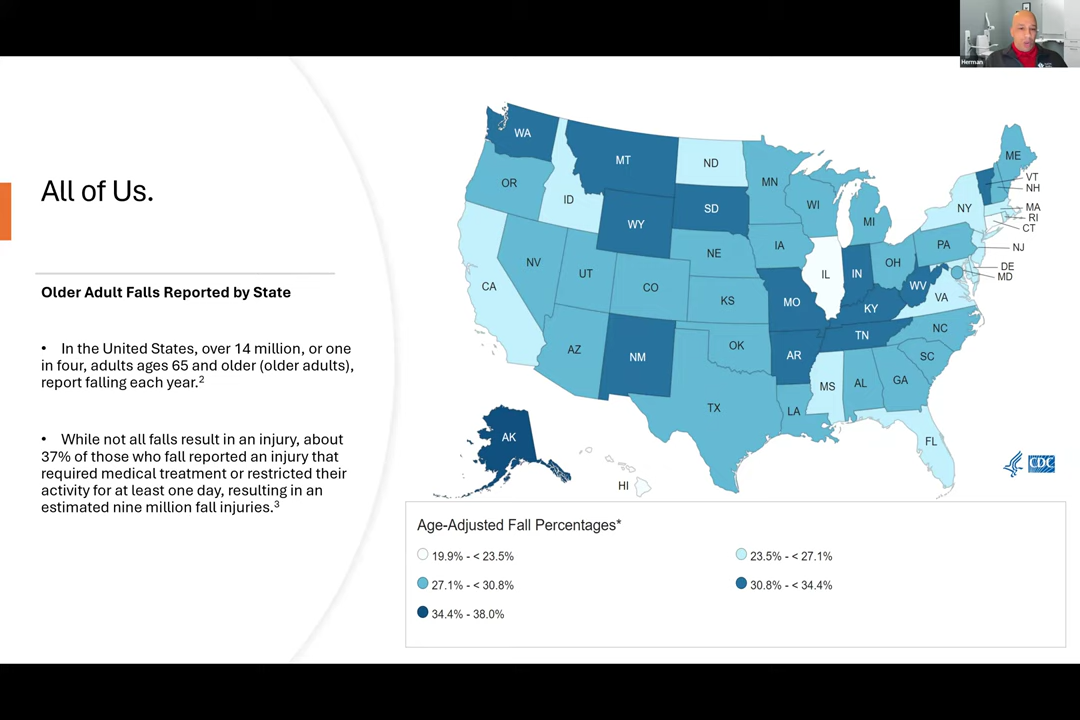 Herman
All of Us.
Older Adult Falls Reported by State
• In the United States, over 14 million, or one
in four, adults ages 65 and older (older adults),
report falling each year.²
• While not all falls result in an injury, about
37% of those who fall reported an injury that
required medical treatment or restricted their
activity for at least one day, resulting in an
estimated nine million fall injuries.³
WA
MT
ND
MN
ME
VT
NH
OR
ID
SD
WI
NY
MA
RI
MI
CT
WY
IA
PA
NJ
NE
NV
OH
DE
UT
IL
IN
MD
CA
CO
WV
VA
KS
MO
KY
NC
TN
AZ
NM
OK
AR
SC
MS
AL
GA
TX
LA
AK
FL
HI
CDC
Age-Adjusted Fall Percentages*
19.9% - < 23.5%
23.5% - < 27.1%
27.1% - < 30.8%
30.8% - < 34.4%
34.4% - 38.0%